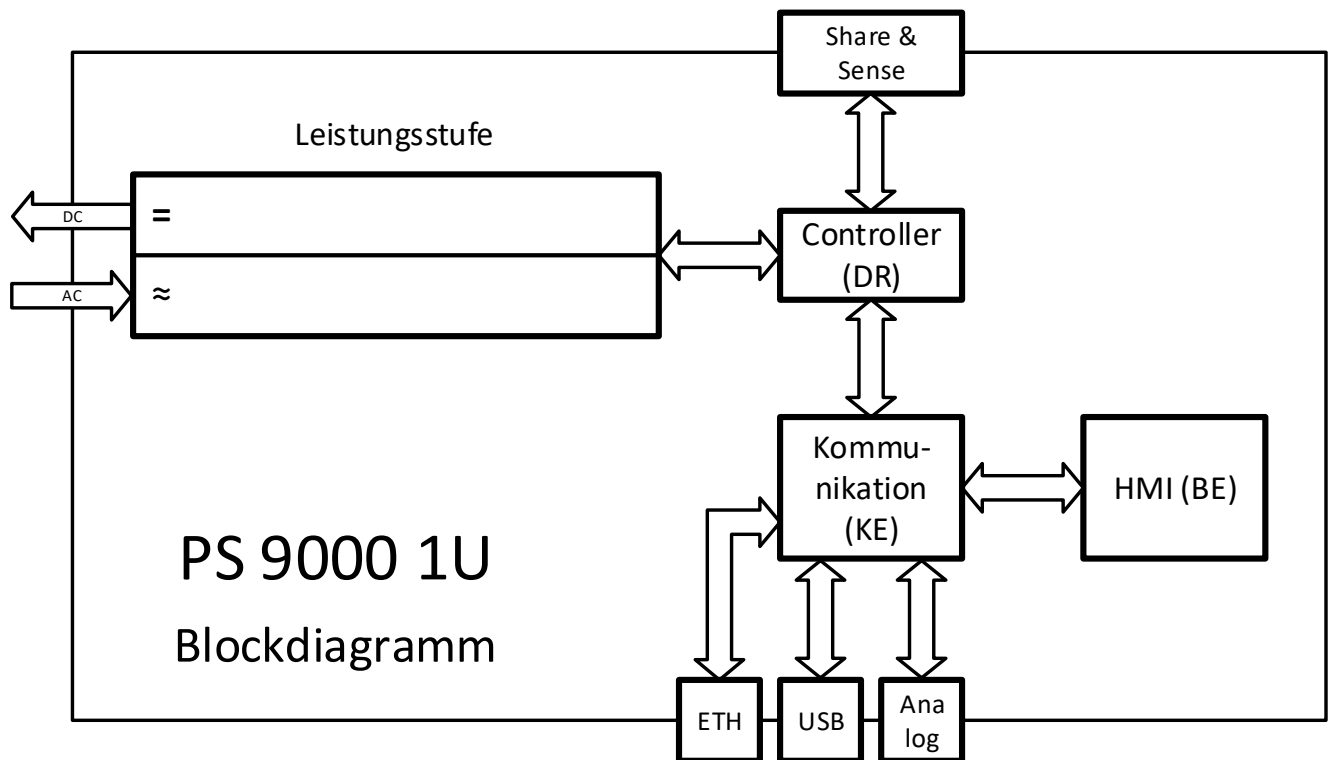 Share &
Sense
Leistungsstufe
DC
=
Controller
(DR)
AC
≈
Kommu-
nikation
(KE)
HMI (BE)
PS 9000 1U
Blockdiagramm
ETH
USB
Ana
log